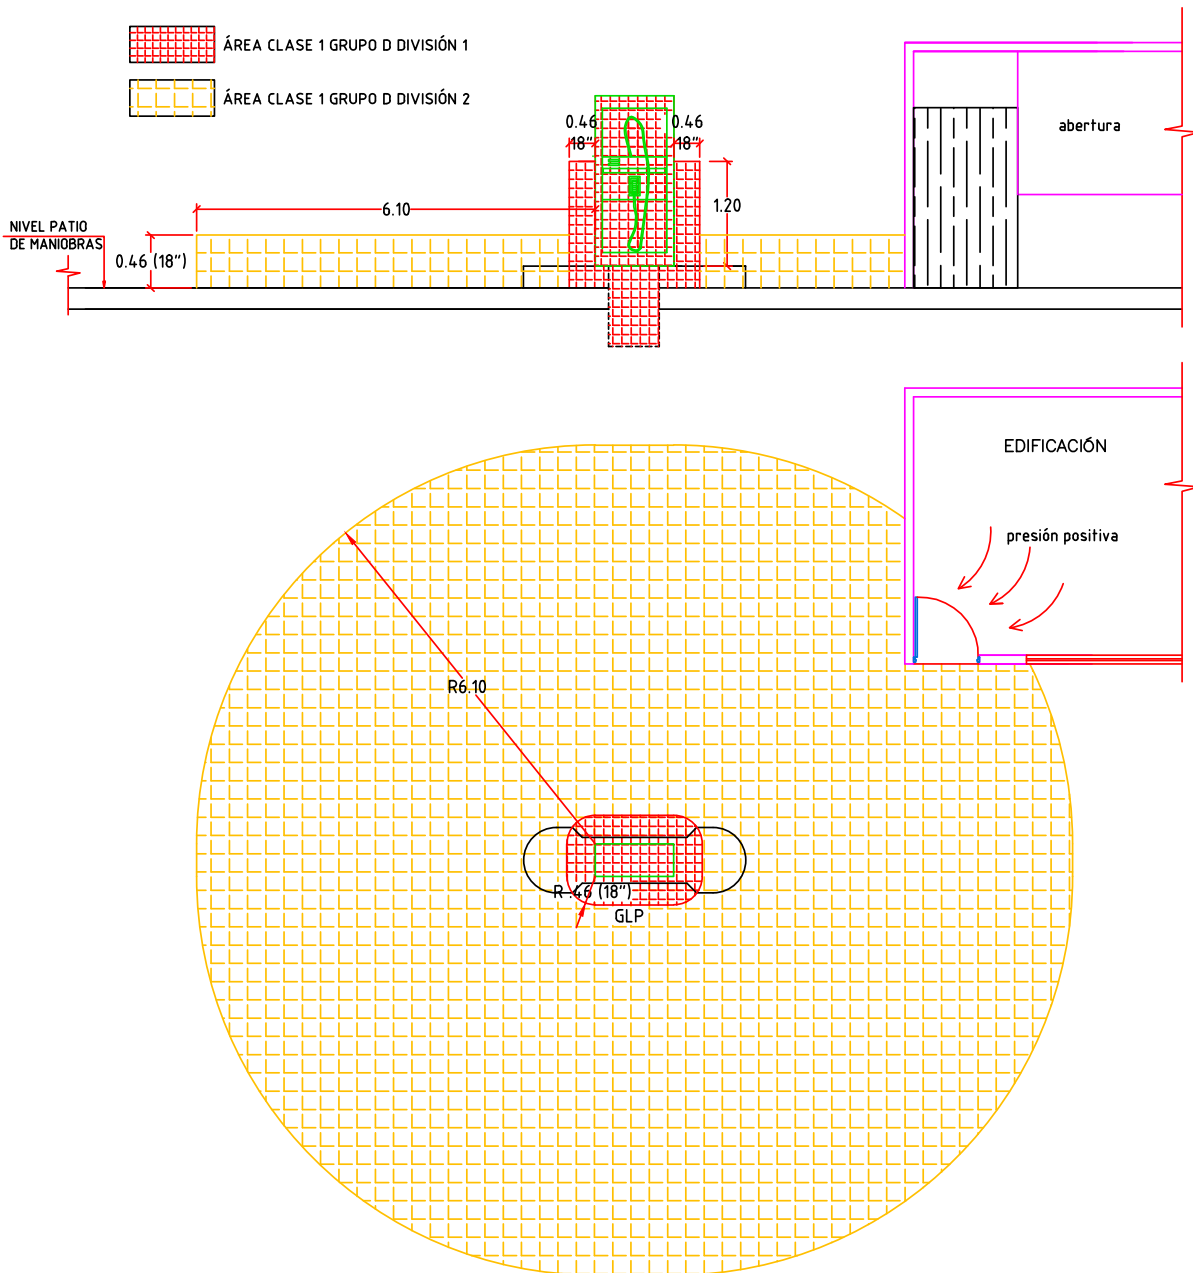 ÁREA CLASE 1 GRUPO D DIVISIÓN 1
ÁREA CLASE 1 GRUPO D DIVISIÓN 2
0.46
18"
0.46
18"
abertura
6.10
1.20
NIVEL PATIO
DE MANIOBRAS
0.46 (18")
EDIFICACIÓN
presión positiva
R6.10
R .46 (18")
GLP